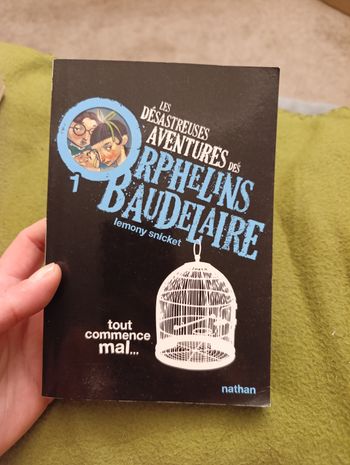 LES
DÉSASTREUSES
AVENTURES DES
ORPHELINS
BAUDELAIRE
1
lemony snicket
tout
commence
mal...
nathan